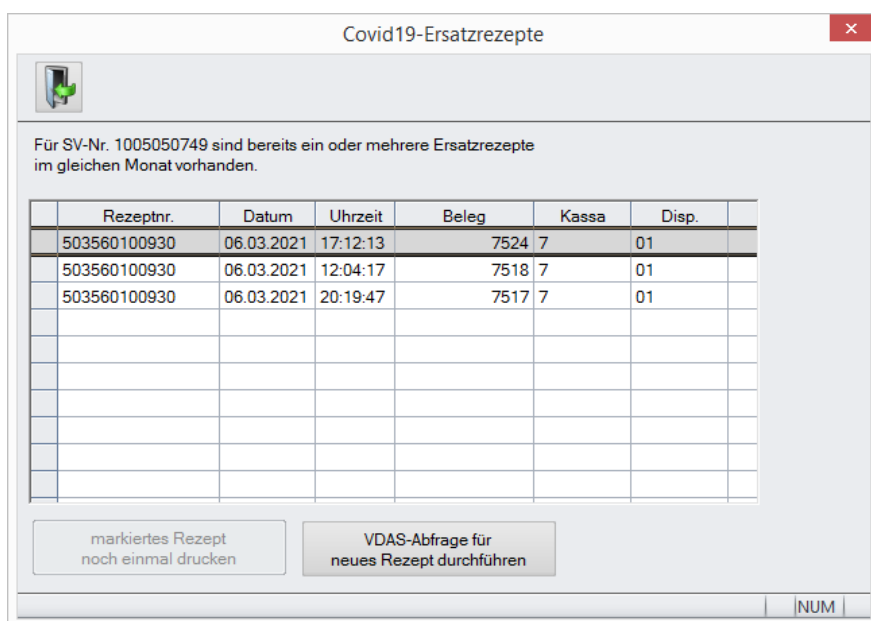 Covid19-Ersatzrezepte
Für SV-Nr. 1005050749 sind bereits ein oder mehrere Ersatzrezepte
im gleichen Monat vorhanden.
Rezeptnr. Datum Uhrzeit Beleg Kassa Disp.
503560100930 06.03.2021 17:12:13 7524 7 01
503560100930 06.03.2021 12:04:17 7518 7 01
503560100930 06.03.2021 20:19:47 7517 7 01
markiertes Rezept
noch einmal drucken
VDAS-Abfrage für
neues Rezept durchführen
NUM